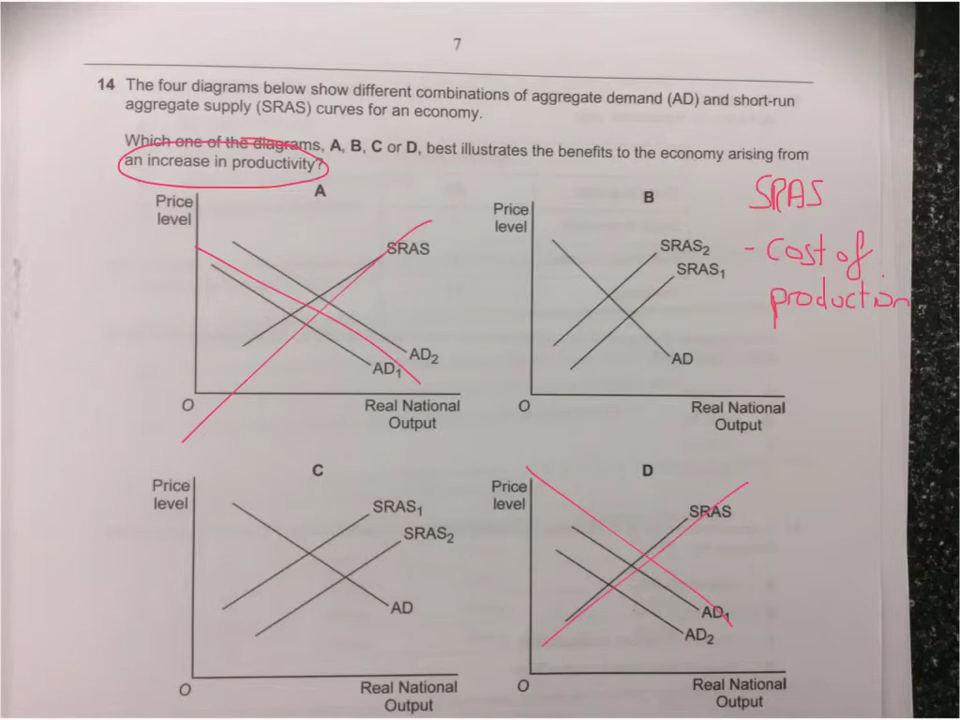 7
14 The four diagrams below show different combinations of aggregate demand (AD) and short-run
aggregate supply (SRAS) curves for an economy.
Which one of the diagrams, A, B, C or D, best illustrates the benefits to the economy arising from
an increase in productivity?
A
Price
level
SRAS
AD₂
AD₁
O
Real National
Output
B
Price
level
SRAS₂
SRAS₁
AD
O
Real National
Output
SRAS
- cost of
production
C
Price
level
SRAS₁
SRAS₂
AD
O
Real National
Output
D
Price
level
SRAS
AD₁
AD₂
O
Real National
Output